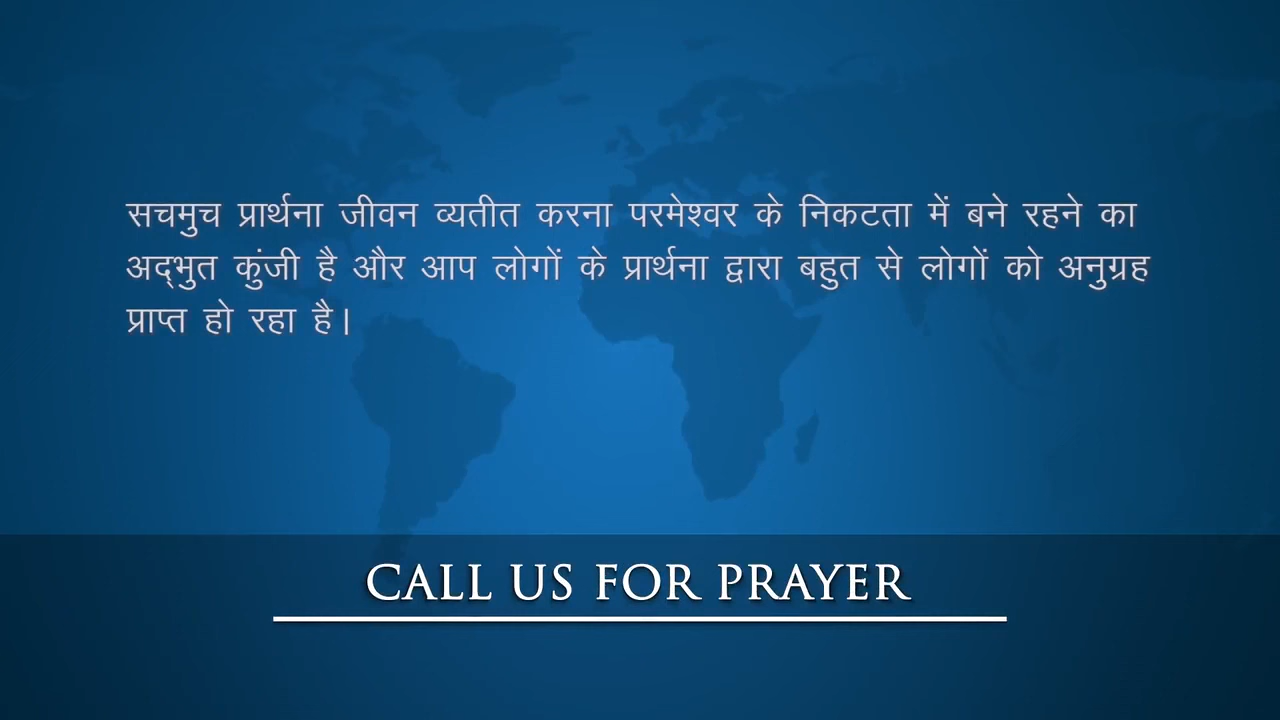 सचमुच प्रार्थना जीवन व्यतीत करना परमेश्वर के निकटता में बने रहने का
अद्भुत कुंजी है और आप लोगों के प्रार्थना द्वारा बहुत से लोगों को अनुग्रह
प्राप्त हो रहा है।
CALL US FOR PRAYER